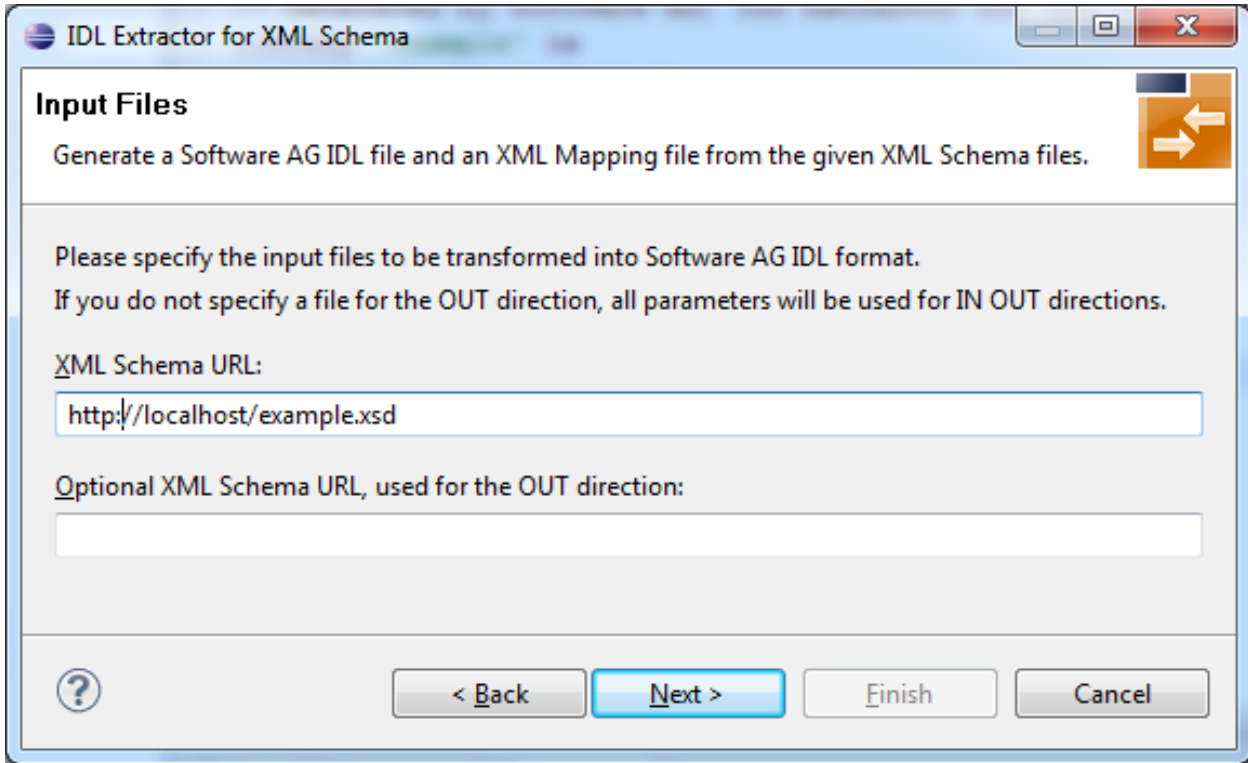 IDL Extractor for XML Schema
Input Files
Generate a Software AG IDL file and an XML Mapping file from the given XML Schema files.
Please specify the input files to be transformed into Software AG IDL format.
If you do not specify a file for the OUT direction, all parameters will be used for IN OUT directions.
XML Schema URL:
http://localhost/example.xsd
Optional XML Schema URL, used for the OUT direction:
? < Back Next > Finish Cancel